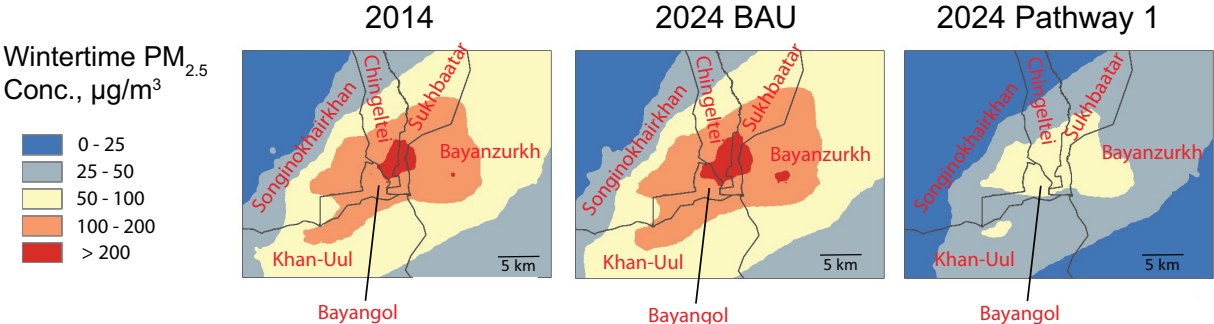 2014
2024 BAU
2024 Pathway 1
Wintertime PM2.5
Conc., µg/m³
0 - 25
25 - 50
50 - 100
100 - 200
> 200
Songinokhairkhan
Chingeltei
Sukhbaatar
Bayanzurkh
Khan-Uul
5 km
Bayangol
Songinokhairkhan
Chingeltei
Sukhbaatar
Bayanzurkh
Khan-Uul
5 km
Bayangol
Songinokhairkhan
Chingeltei
Sukhbaatar
Bayanzurkh
Khan-Uul
5 km
Bayangol